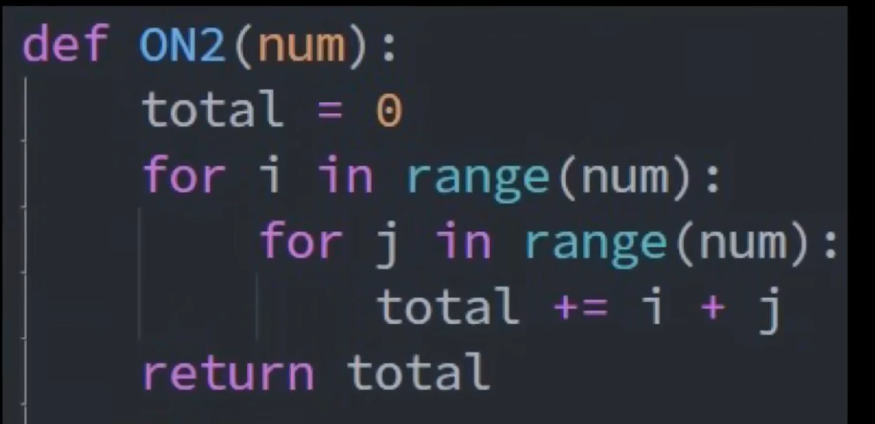 def ON2(num):
    total = 0
    for i in range(num):
        for j in range(num):
            total += i + j
    return total